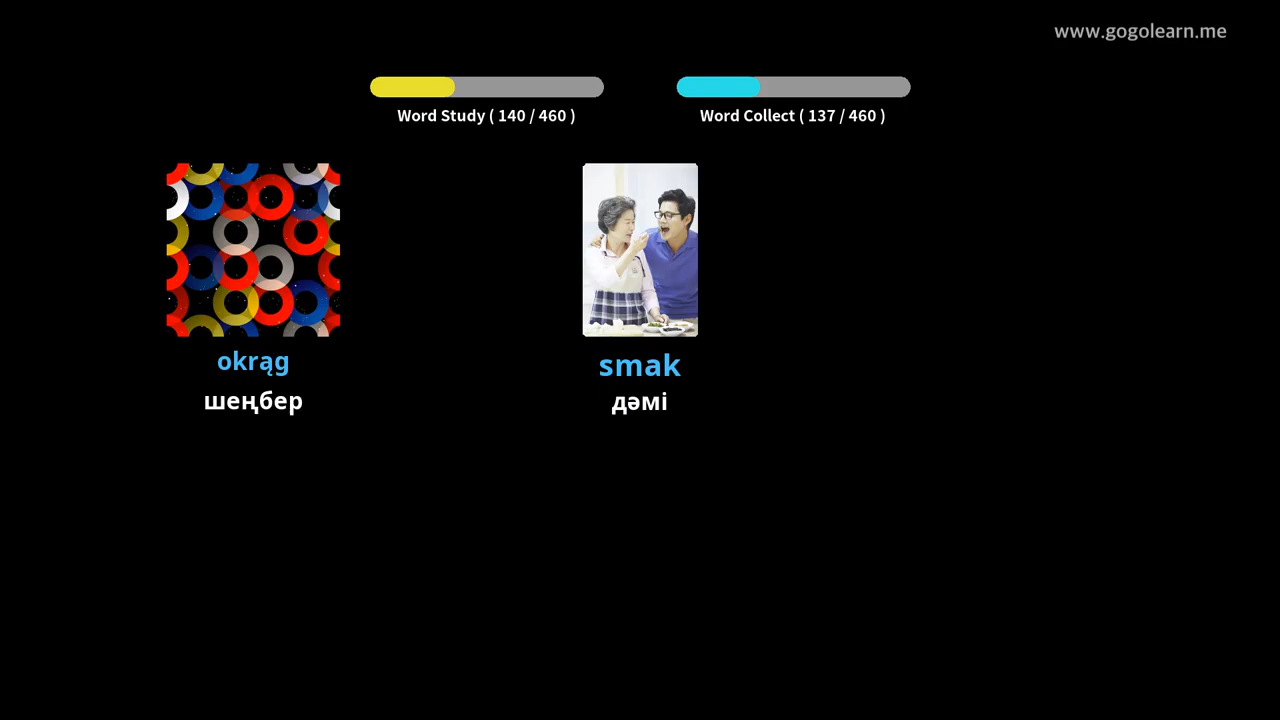 www.gogolearn.me
Word Study ( 140 / 460 )
Word Collect ( 137 / 460 )
okrąg
smak
шеңбер
дәмі